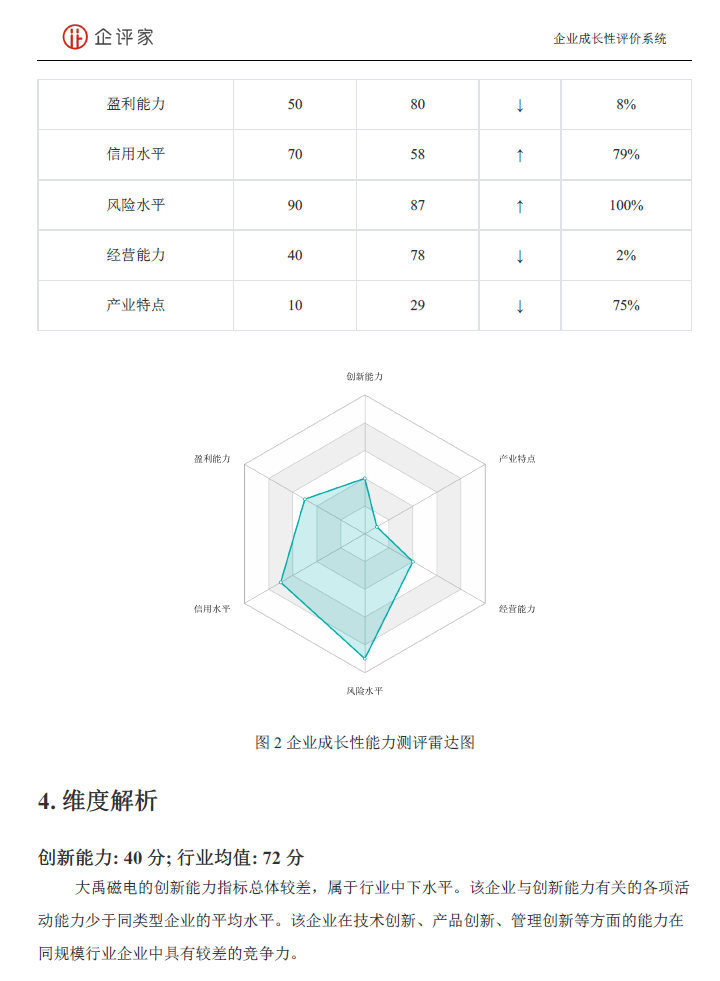 企评家
企业成长性评价系统
盈利能力 50 80 ↓ 8%
信用水平 70 58 ↑ 79%
风险水平 90 87 ↑ 100%
经营能力 40 78 ↓ 2%
产业特点 10 29 ↓ 75%
创新能力
盈利能力 产业特点
信用水平 经营能力
风险水平
图 2 企业成长性能力测评雷达图
4. 维度解析
创新能力: 40 分; 行业均值: 72 分
大禹磁电的创新能力指标总体较差，属于行业中下水平。该企业与创新能力有关的各项活
动能力少于同类型企业的平均水平。该企业在技术创新、产品创新、管理创新等方面的能力在
同规模行业企业中具有较差的竞争力。